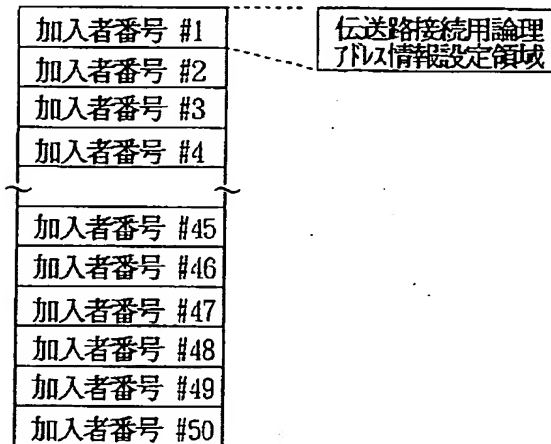 加入者番号 #1
伝送路接続用論理
アドレス情報設定領域
加入者番号 #2
加入者番号 #3
加入者番号 #4
加入者番号 #45
加入者番号 #46
加入者番号 #47
加入者番号 #48
加入者番号 #49
加入者番号 #50